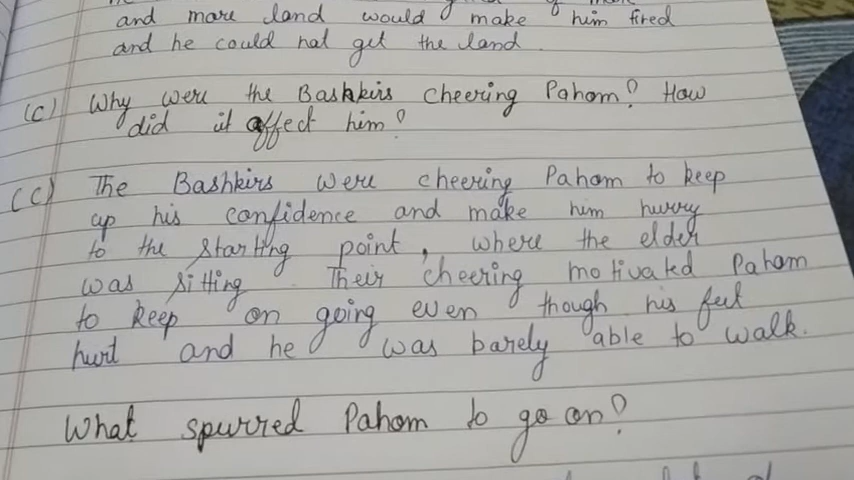 and more land would make him tired
and he could not get the land.
(c) Why were the Bashkirs cheering Pahom? How
did it affect him?
(c) The Bashkirs were cheering Pahom to keep
up his confidence and make him hurry
to the starting point, where the elder
was sitting. Their cheering motivated Pahom
to keep on going even though his feet
hurt and he was barely able to walk.
What spurred Pahom to go on?